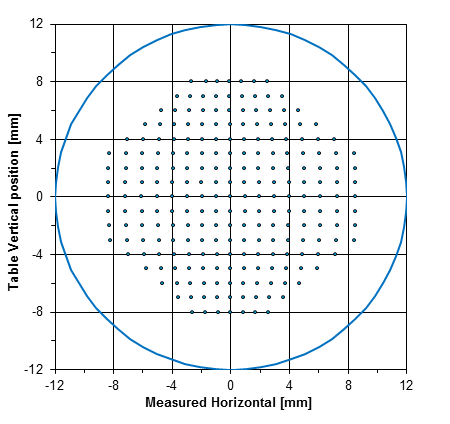 12
8
4
0
-4
-8
-12
Table Vertical position [mm]
-12 -8 -4 0 4 8 12
Measured Horizontal [mm]